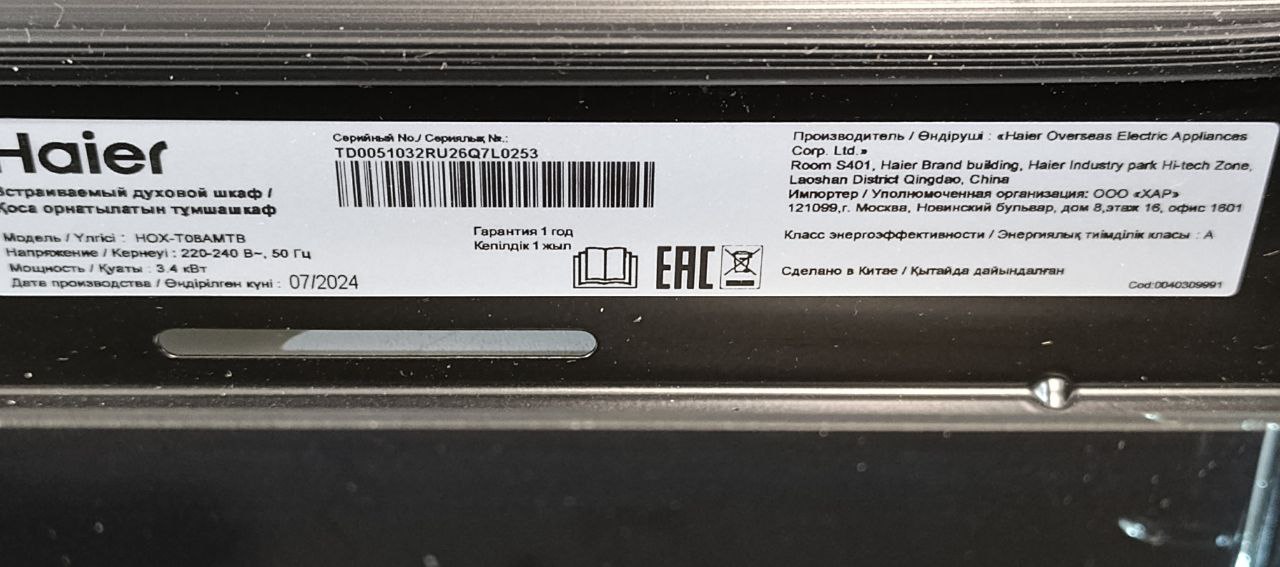 Haier
Встраиваемый духовой шкаф /
Қоса орнатылатын тұмшашкаф
Модель / Үлгісі : HOX-T08AMTB
Напряжение / Кернеуі : 220-240 В~, 50 Гц
Мощность / Қуаты : 3.4 кВт
Дата производства / Өндірілген күні : 07/2024
Серийный No./ Сериялық №.:
TD0051032RU26Q7L0253
Гарантия 1 год
Кепілдік 1 жыл
EAC
Производитель / Өндіруші : «Haier Overseas Electric Appliances
Corp. Ltd.»
Room S401, Haier Brand building, Haier Industry park Hi-tech Zone,
Laoshan District Qingdao, China
Импортер / Уполномоченная организация: ООО «ХАР»
121099,г. Москва, Новинский бульвар, дом 8,этаж 16, офис 1601
Класс энергоэффективности / Энергиялық тиімділік класы : A
Сделано в Китае / Қытайда дайындалған
Cod:0040309991